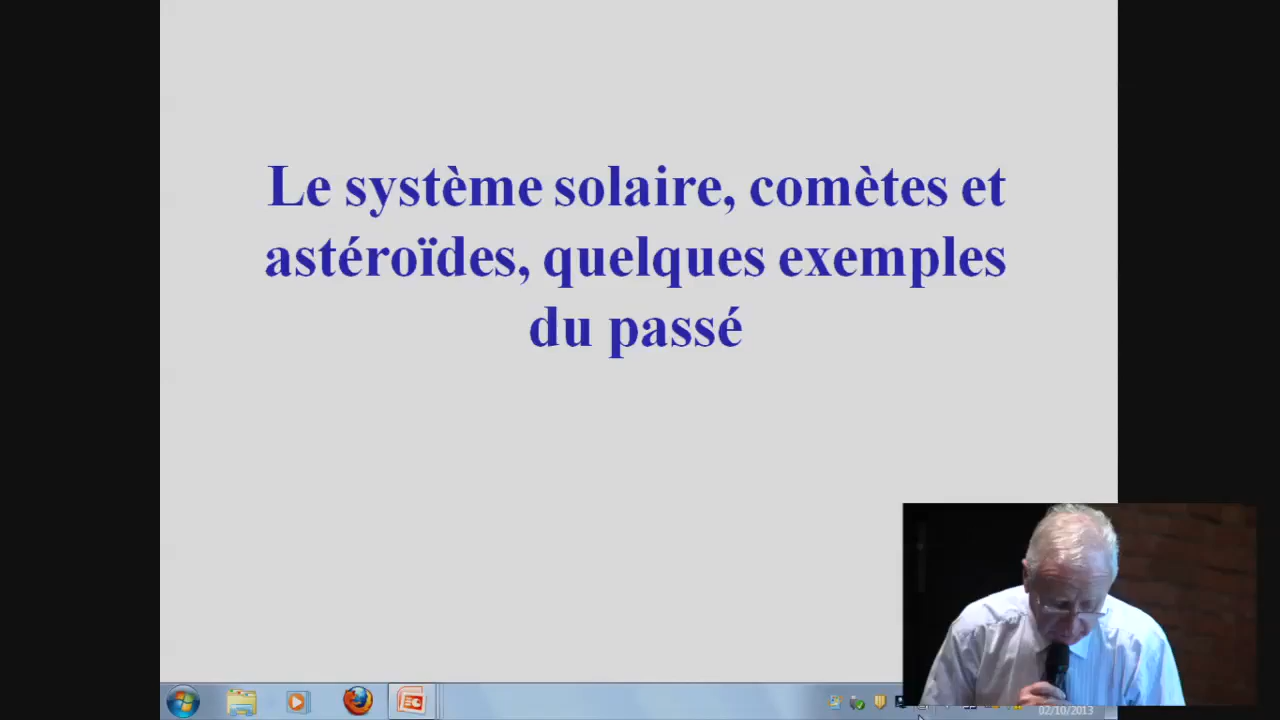 Le système solaire, comètes et
astéroïdes, quelques exemples
du passé
02/10/2013